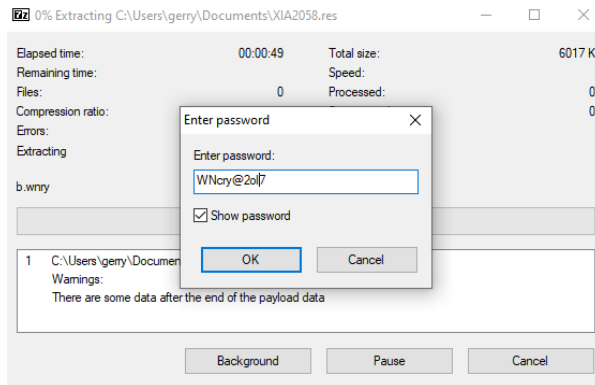 7z 0% Extracting C:\Users\gerry\Documents\XIA2058.res
Elapsed time: 00:00:49 Total size: 6017 K
Remaining time: Speed:
Files: 0 Processed: 0
Compression ratio: 0
Errors:
Extracting
b.wnry
Enter password
Enter password:
WNcry@2ol7
Show password
OK Cancel
1 C:\Users\gerry\Documen
Warnings:
There are some data after the end of the payload data
Background Pause Cancel